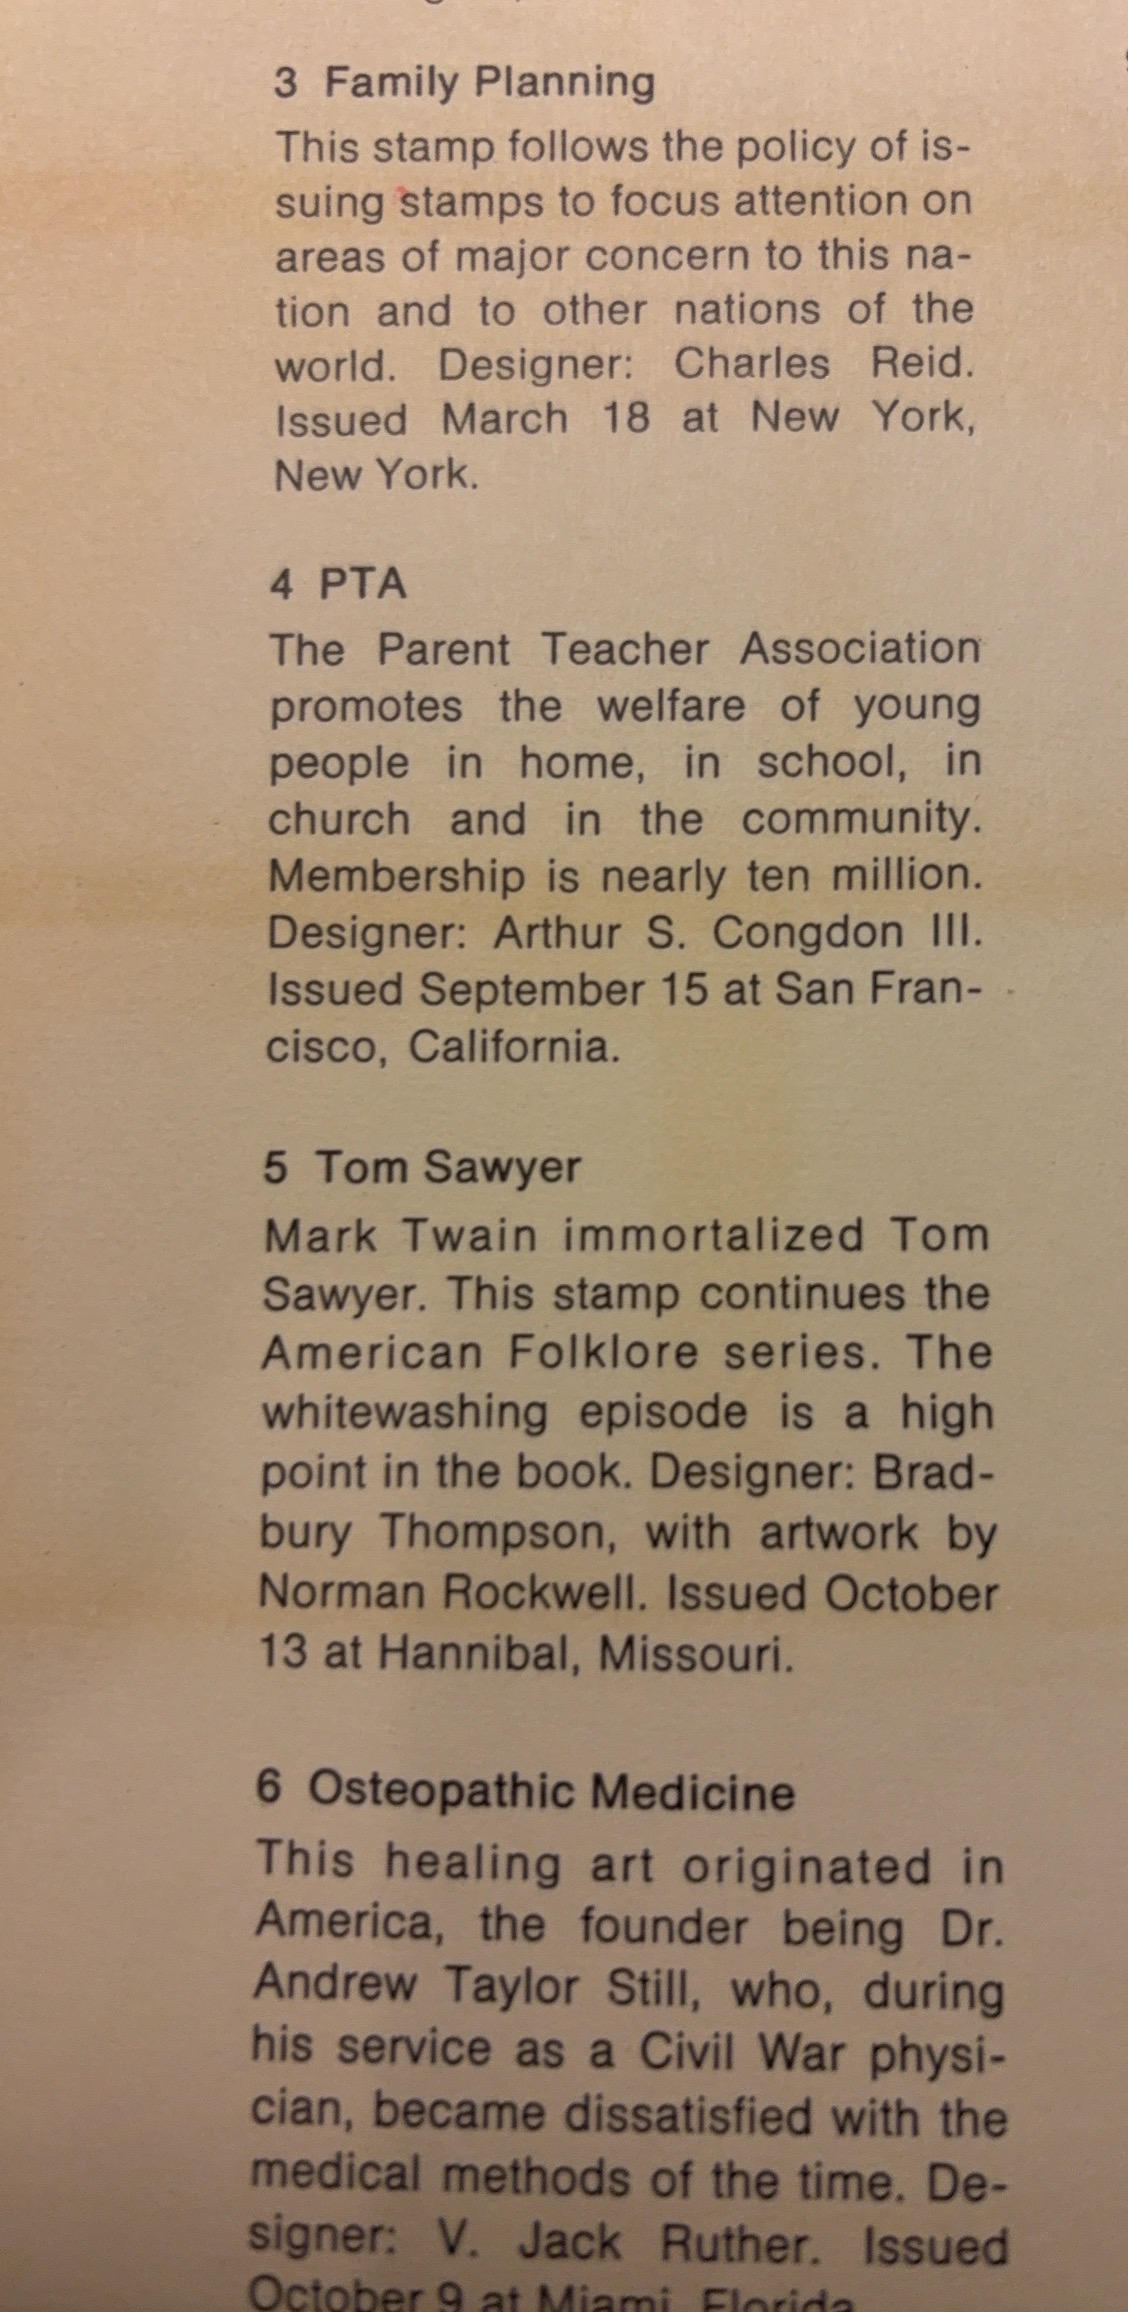 3 Family Planning
This stamp follows the policy of is-
suing stamps to focus attention on
areas of major concern to this na-
tion and to other nations of the
world. Designer: Charles Reid.
Issued March 18 at New York,
New York.
4 PTA
The Parent Teacher Association
promotes the welfare of young
people in home, in school, in
church and in the community.
Membership is nearly ten million.
Designer: Arthur S. Congdon III.
Issued September 15 at San Fran-
cisco, California.
5 Tom Sawyer
Mark Twain immortalized Tom
Sawyer. This stamp continues the
American Folklore series. The
whitewashing episode is a high
point in the book. Designer: Brad-
bury Thompson, with artwork by
Norman Rockwell. Issued October
13 at Hannibal, Missouri.
6 Osteopathic Medicine
This healing art originated in
America, the founder being Dr.
Andrew Taylor Still, who, during
his service as a Civil War physi-
cian, became dissatisfied with the
medical methods of the time. De-
signer: V. Jack Ruther. Issued
October 9 at Miami, Florida